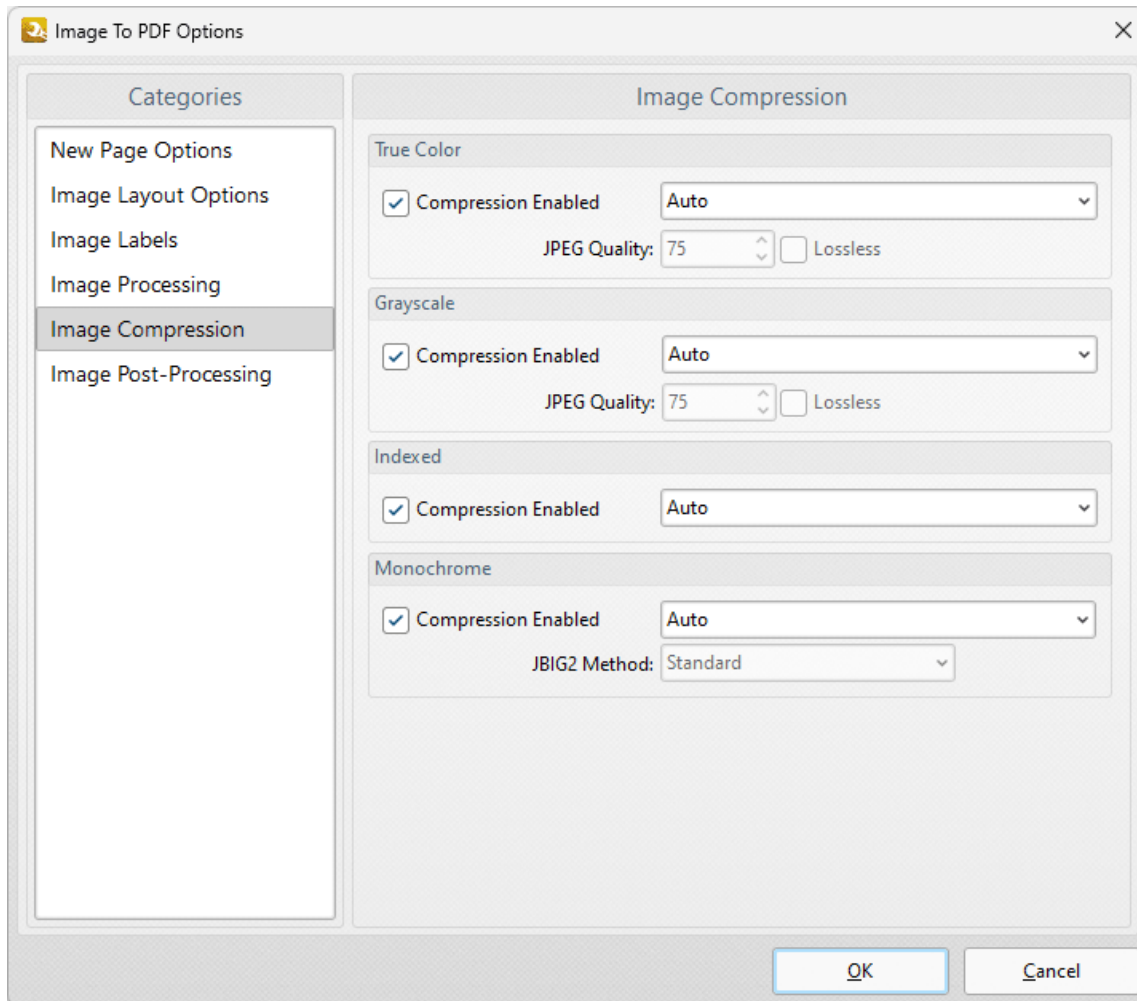 Image To PDF Options
Categories
New Page Options
Image Layout Options
Image Labels
Image Processing
Image Compression
Image Post-Processing
Image Compression
True Color
Compression Enabled Auto
JPEG Quality: 75 Lossless
Grayscale
Compression Enabled Auto
JPEG Quality: 75 Lossless
Indexed
Compression Enabled Auto
Monochrome
Compression Enabled Auto
JBIG2 Method: Standard
OK Cancel